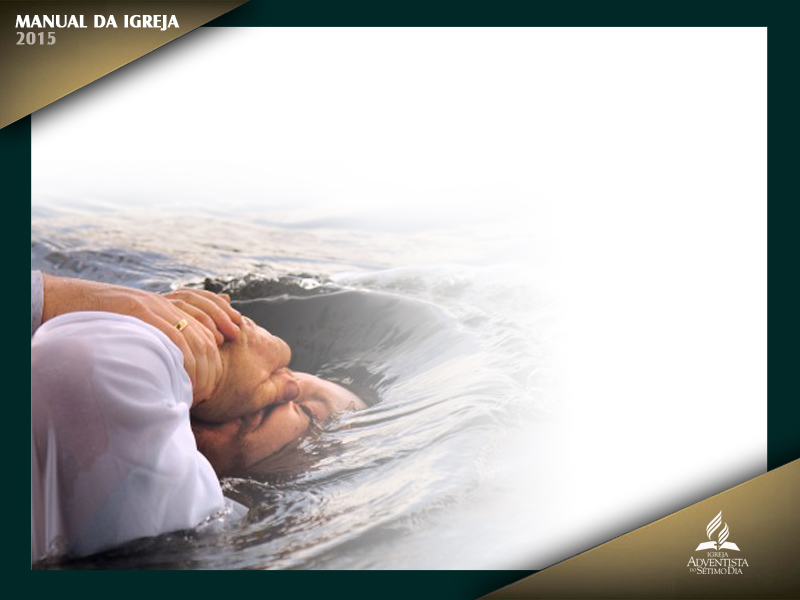 MANUAL DA IGREJA
2015
IGREJA
ADVENTISTA
DO SÉTIMO DIA